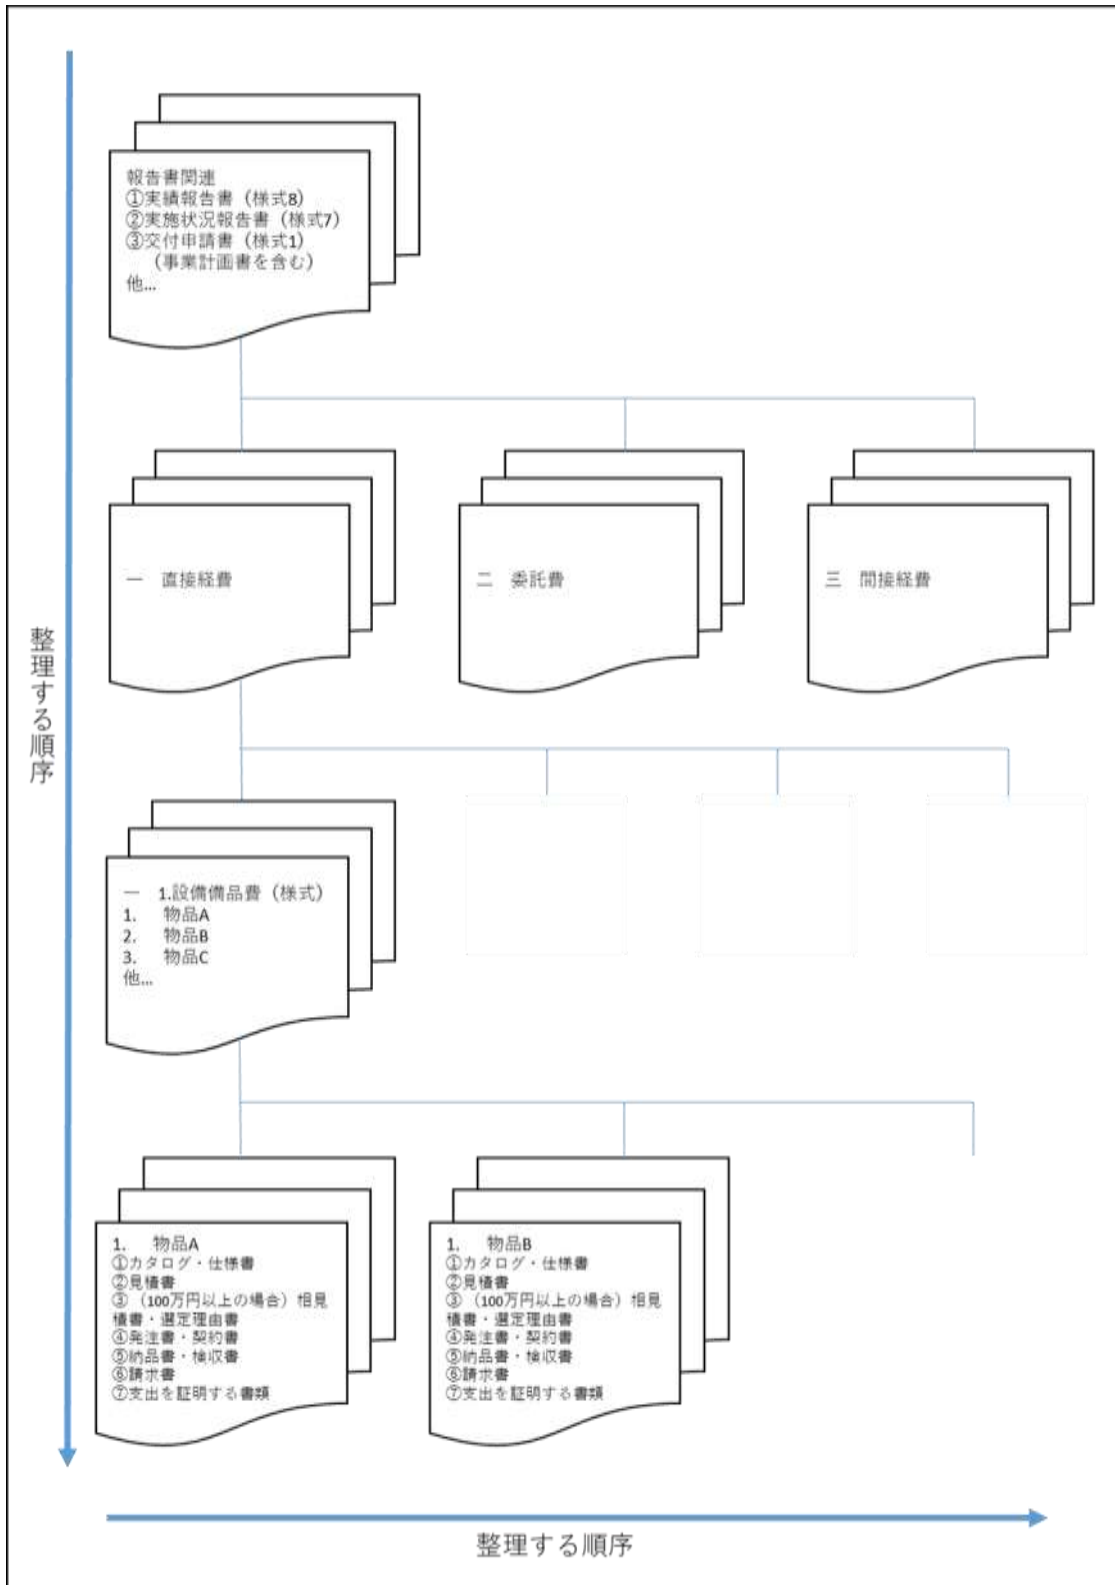 報告書関連
①実績報告書（様式8）
②実施状況報告書（様式7）
③交付申請書（様式1）
（事業計画書を含む）
他…
一　直接経費
二　委託費
三　間接経費
一　1.設備備品費（様式）
1.　物品A
2.　物品B
3.　物品C
他…
1.　物品A
①カタログ・仕様書
②見積書
③（100万円以上の場合）相見
積書・選定理由書
④発注書・契約書
⑤納品書・検収書
⑥請求書
⑦支出を証明する書類
1.　物品B
①カタログ・仕様書
②見積書
③（100万円以上の場合）相見
積書・選定理由書
④発注書・契約書
⑤納品書・検収書
⑥請求書
⑦支出を証明する書類
整理する順序
整理する順序